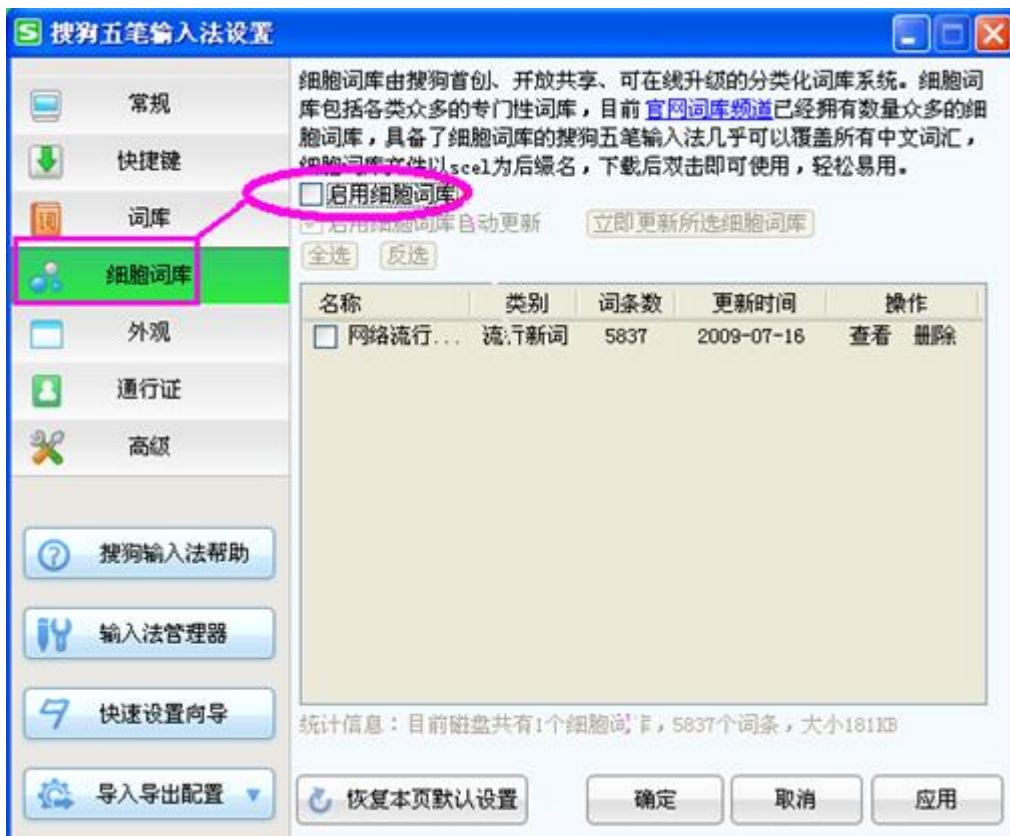 搜狗五笔输入法设置
常规
快捷键
词库
细胞词库
外观
通行证
高级
搜狗输入法帮助
输入法管理器
快速设置向导
导入导出配置
细胞词库由搜狗首创、开放共享、可在线升级的分类化词库系统。细胞词
库包括各类众多的专门性词库，目前 官网词库频道已经拥有数量众多的细
胞词库，具备了细胞词库的搜狗五笔输入法几乎可以覆盖所有中文词汇，
细胞词库文件以scel为后缀名，下载后双击即可使用，轻松易用。
启用细胞词库
启用细胞词库自动更新 立即更新所选细胞词库
全选 反选
名称 类别 词条数 更新时间 操作
网络流行... 流行新词 5837 2009-07-16 查看 删除
统计信息：目前磁盘共有1个细胞词库，5837个词条，大小181KB
恢复本页默认设置 确定 取消 应用